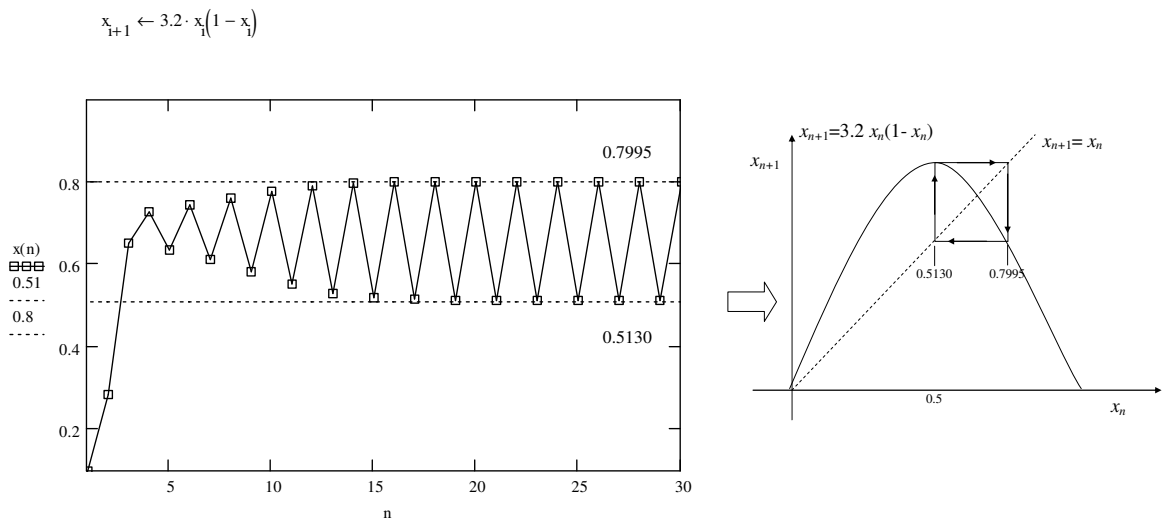 x_{i+1} ← 3.2 · x_i(1 − x_i)
0.7995
0.8
0.6
0.4
0.2
x(n)
0.51
0.8
0.5130
5
10
15
20
25
30
n
x_{n+1}=3.2 x_n(1- x_n)
x_{n+1}= x_n
x_{n+1}
0.5130
0.7995
0.5
x_n